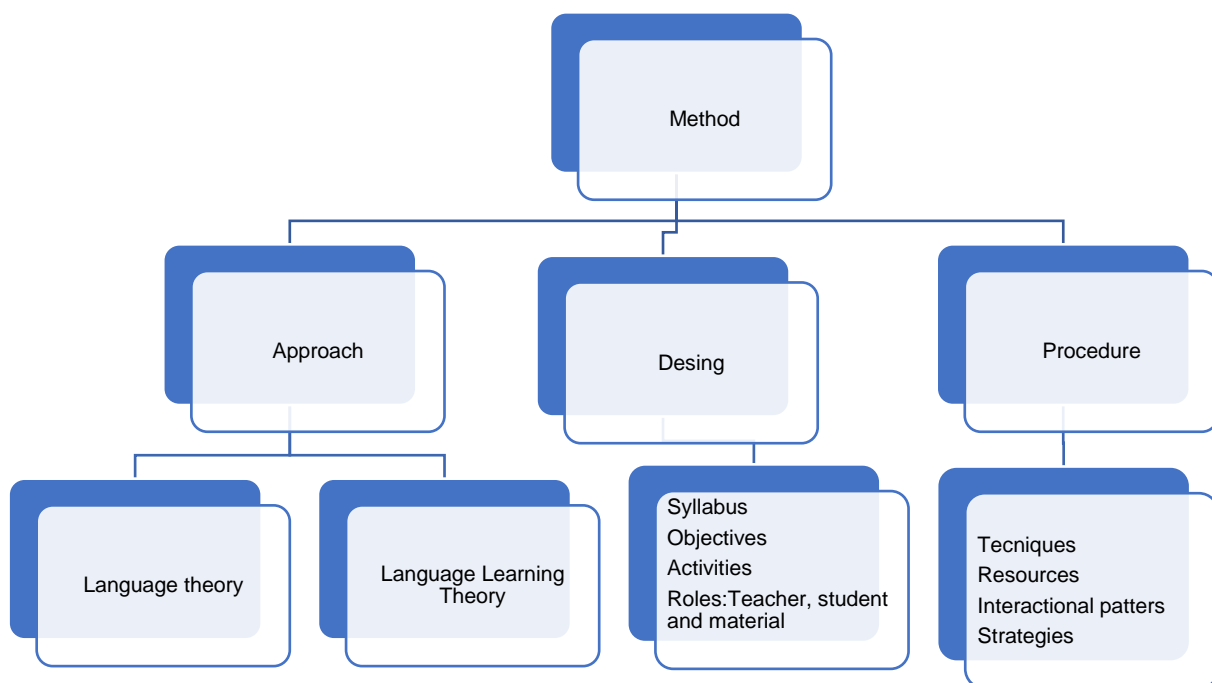 Method
Approach
Desing
Procedure
Language theory
Language Learning
Theory
Syllabus
Objectives
Activities
Roles:Teacher, student
and material
Tecniques
Resources
Interactional patters
Strategies